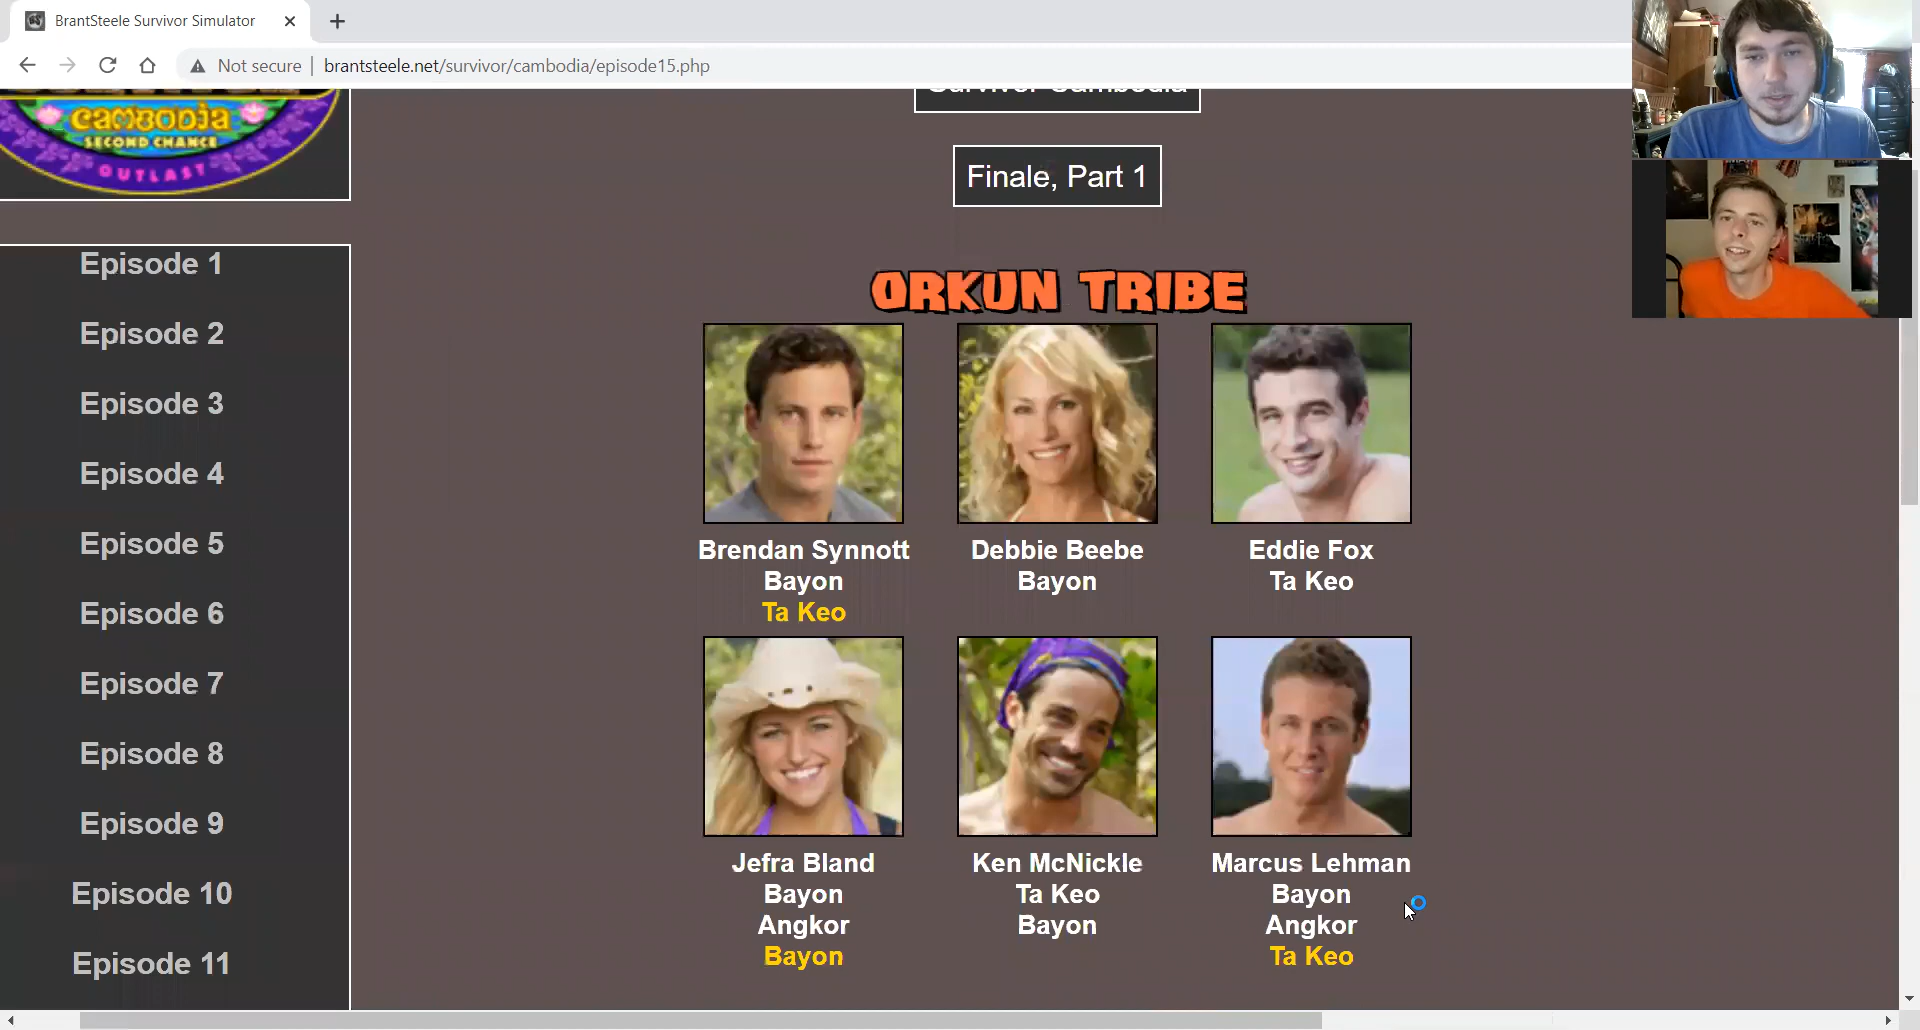 BrantSteele Survivor Simulator
Not secure
brantsteele.net/survivor/cambodia/episode15.php
CAMBODIA
SECOND CHANCE
OUTLAST
Survivor Cambodia
Finale, Part 1
Episode 1
Episode 2
Episode 3
Episode 4
Episode 5
Episode 6
Episode 7
Episode 8
Episode 9
Episode 10
Episode 11
ORKUN TRIBE
Brendan Synnott
Bayon
Ta Keo
Debbie Beebe
Bayon
Eddie Fox
Ta Keo
Jefra Bland
Bayon
Angkor
Bayon
Ken McNickle
Ta Keo
Bayon
Marcus Lehman
Bayon
Angkor
Ta Keo